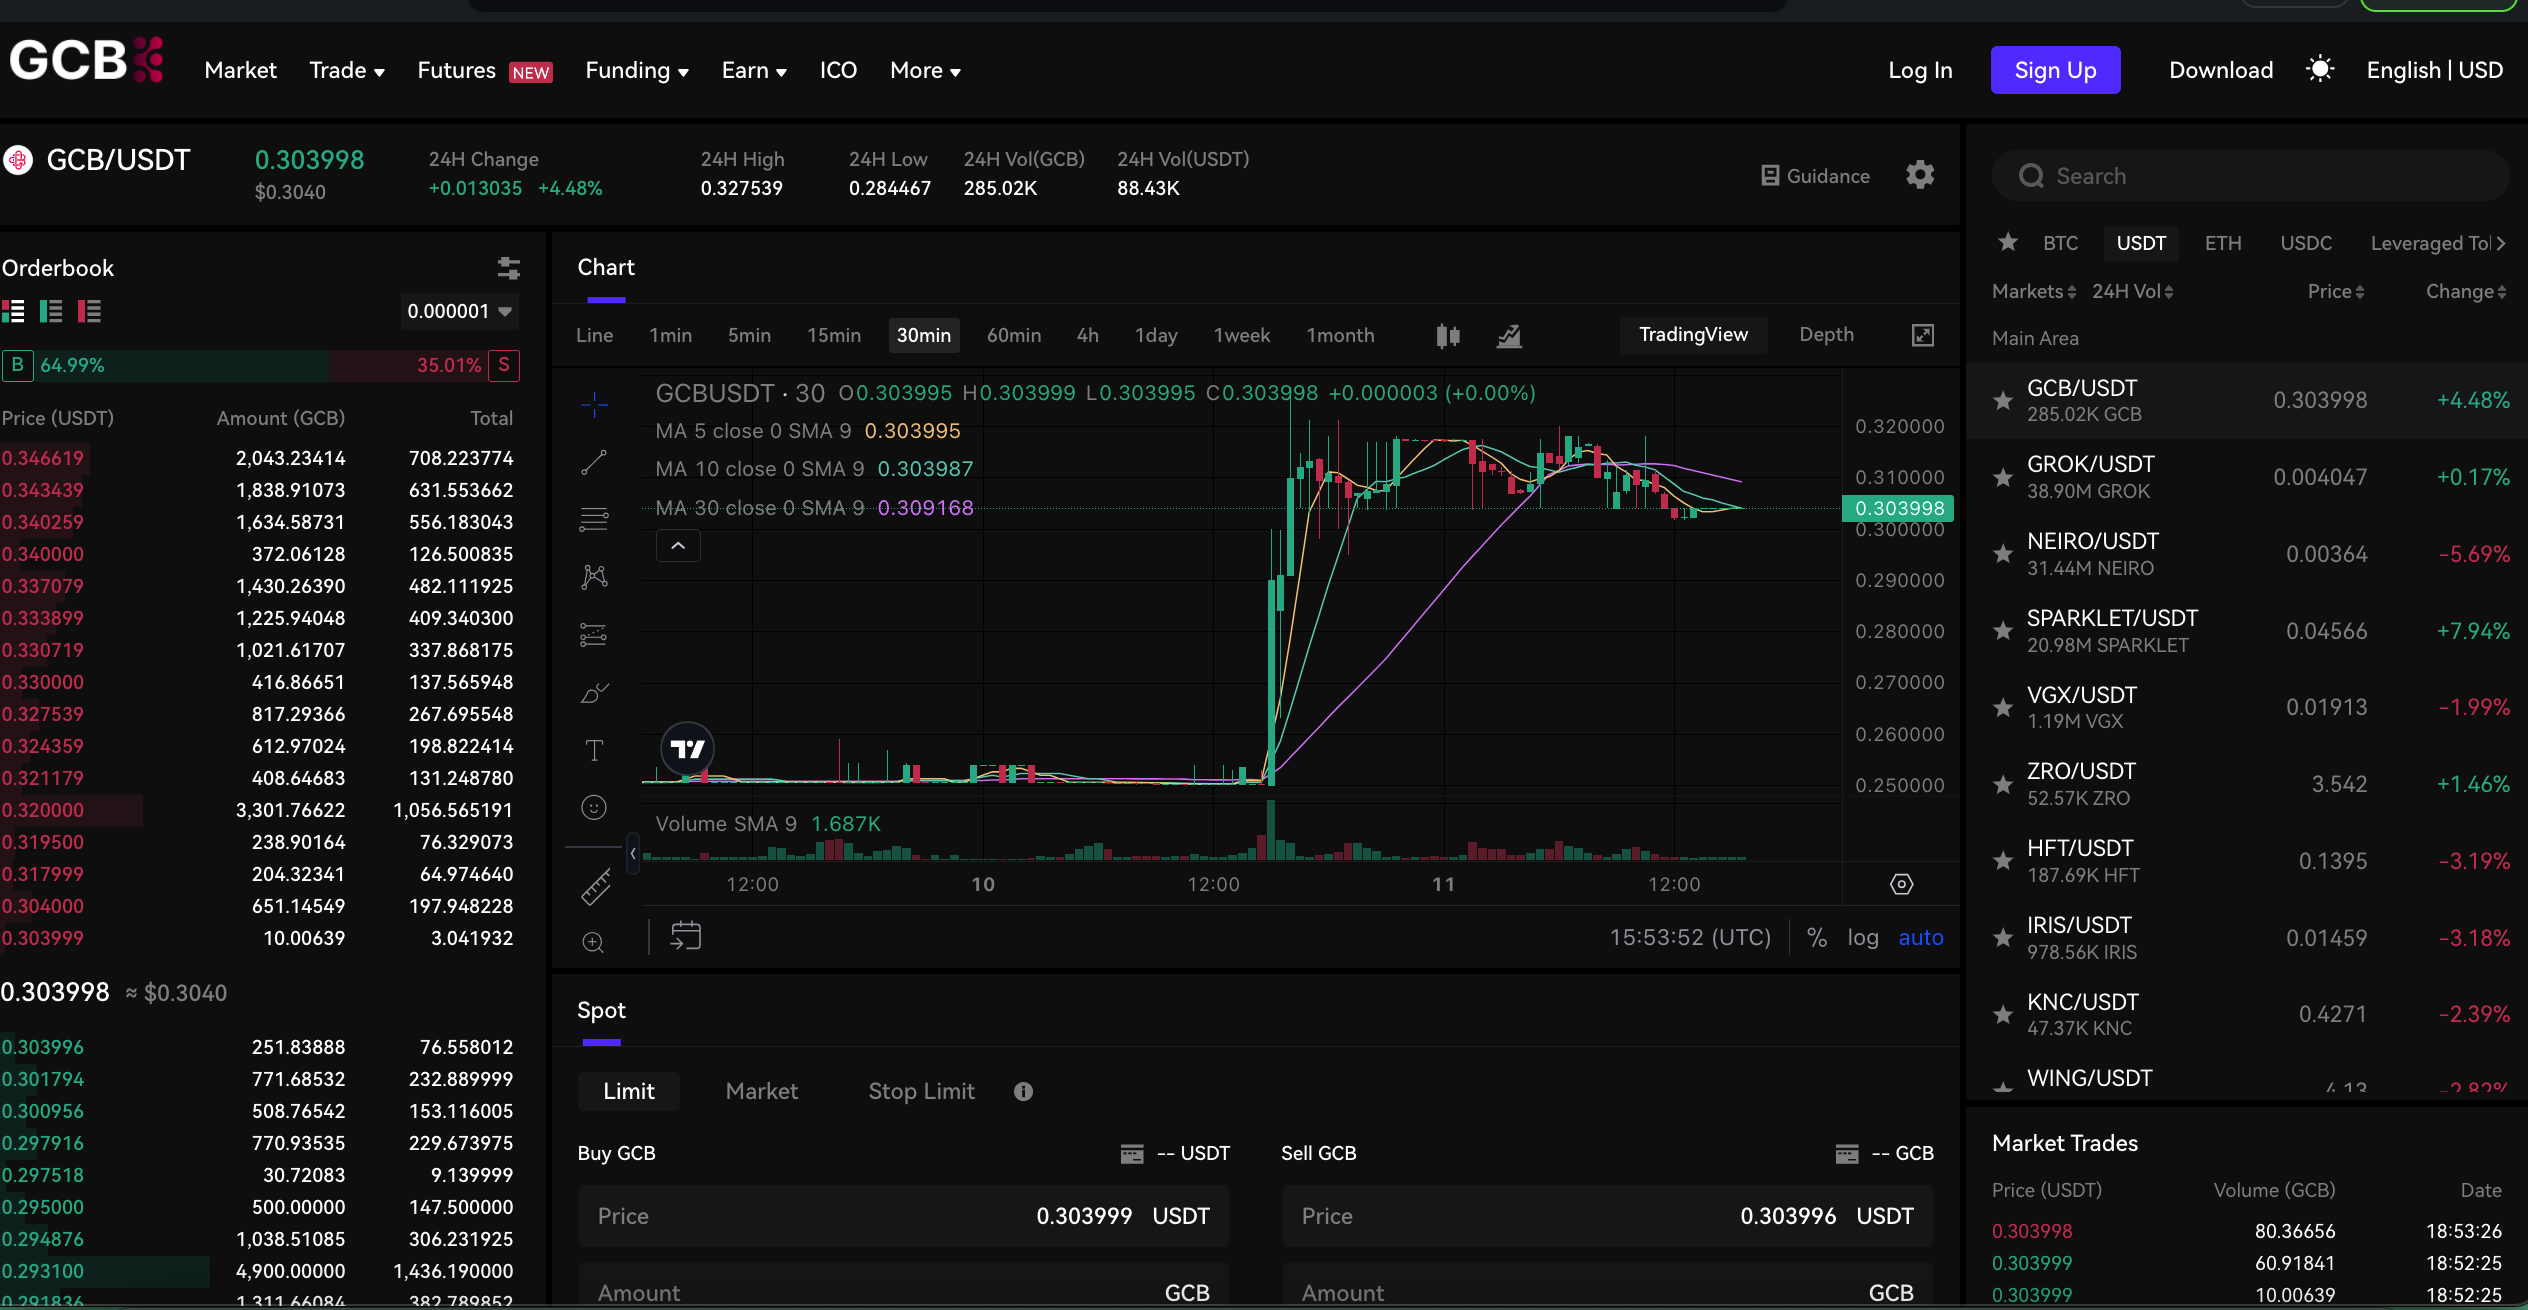 GCB
Market Trade Futures NEW Funding Earn ICO More Log In Sign Up Download English | USD
GCB/USDT 0.303998 $0.3040
24H Change +0.013035 +4.48%
24H High 0.327539
24H Low 0.284467
24H Vol(GCB) 285.02K
24H Vol(USDT) 88.43K
Guidance
Orderbook
0.000001
B 64.99% 35.01% S
Price (USDT) Amount (GCB) Total
0.346619 2,043.23414 708.223774
0.343439 1,838.91073 631.553662
0.340259 1,634.58731 556.183043
0.340000 372.06128 126.500835
0.337079 1,430.26390 482.111925
0.333899 1,225.94048 409.340300
0.330719 1,021.61707 337.868175
0.330000 416.86651 137.565948
0.327539 817.29366 267.695548
0.324359 612.97024 198.822414
0.321179 408.64683 131.248780
0.320000 3,301.76622 1,056.565191
0.319500 238.90164 76.329073
0.317999 204.32341 64.974640
0.304000 651.14549 197.948228
0.303999 10.00639 3.041932
0.303998 ≈ $0.3040
0.303996 251.83888 76.558012
0.301794 771.68532 232.889999
0.300956 508.76542 153.116005
0.297916 770.93535 229.673975
0.297518 30.72083 9.139999
0.295000 500.00000 147.500000
0.294876 1,038.51085 306.231925
0.293100 4,900.00000 1,436.190000
0.291836 1,311.66084 382.789852
Chart
Line 1min 5min 15min 30min 60min 4h 1day 1week 1month TradingView Depth
GCBUSDT · 30 O0.303995 H0.303999 L0.303995 C0.303998 +0.000003 (+0.00%)
MA 5 close 0 SMA 9 0.303995
MA 10 close 0 SMA 9 0.303987
MA 30 close 0 SMA 9 0.309168
0.320000
0.310000
0.303998
0.300000
0.290000
0.280000
0.270000
0.260000
0.250000
Volume SMA 9 1.687K
12:00 10 12:00 11 12:00
15:53:52 (UTC) % log auto
Spot
Limit Market Stop Limit
Buy GCB -- USDT Sell GCB -- GCB
Price 0.303999 USDT Price 0.303996 USDT
Amount GCB Amount GCB
Search
BTC USDT ETH USDC Leveraged To
Markets 24H Vol Price Change
Main Area
GCB/USDT 0.303998 +4.48%
285.02K GCB
GROK/USDT 0.004047 +0.17%
38.90M GROK
NEIRO/USDT 0.00364 -5.69%
31.44M NEIRO
SPARKLET/USDT 0.04566 +7.94%
20.98M SPARKLET
VGX/USDT 0.01913 -1.99%
1.19M VGX
ZRO/USDT 3.542 +1.46%
52.57K ZRO
HFT/USDT 0.1395 -3.19%
187.69K HFT
IRIS/USDT 0.01459 -3.18%
978.56K IRIS
KNC/USDT 0.4271 -2.39%
47.37K KNC
WING/USDT 4.13 -2.82%
Market Trades
Price (USDT) Volume (GCB) Date
0.303998 80.36656 18:53:26
0.303999 60.91841 18:52:25
0.303999 10.00639 18:52:25